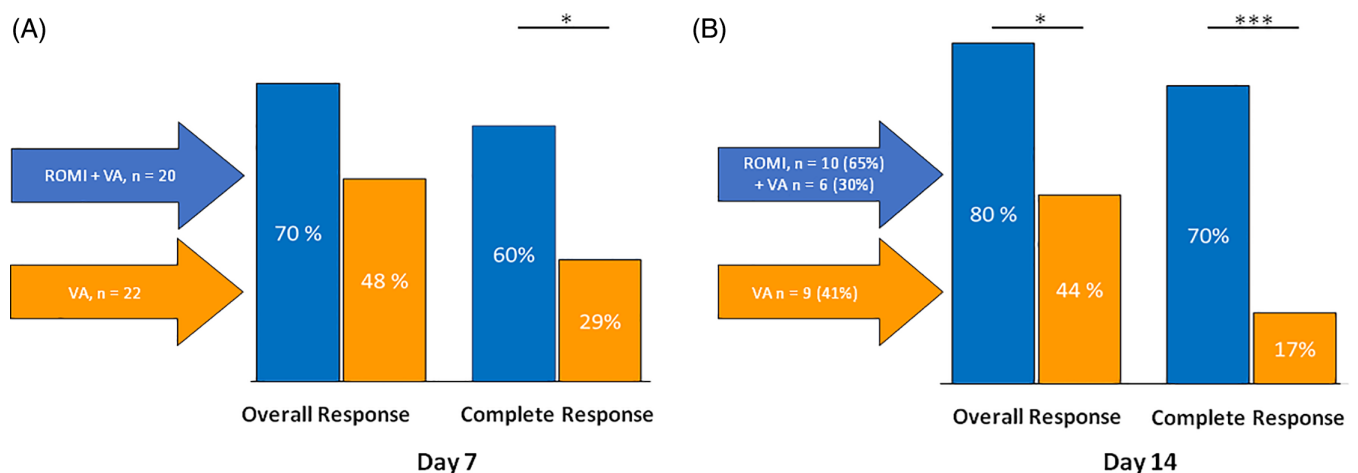 (A)
*
ROMI + VA, n = 20
VA, n = 22
70 %
48 %
60%
29%
Overall Response
Complete Response
Day 7
(B)
*
***
ROMI, n = 10 (65%)
+ VA n = 6 (30%)
VA n = 9 (41%)
80 %
44 %
70%
17%
Overall Response
Complete Response
Day 14